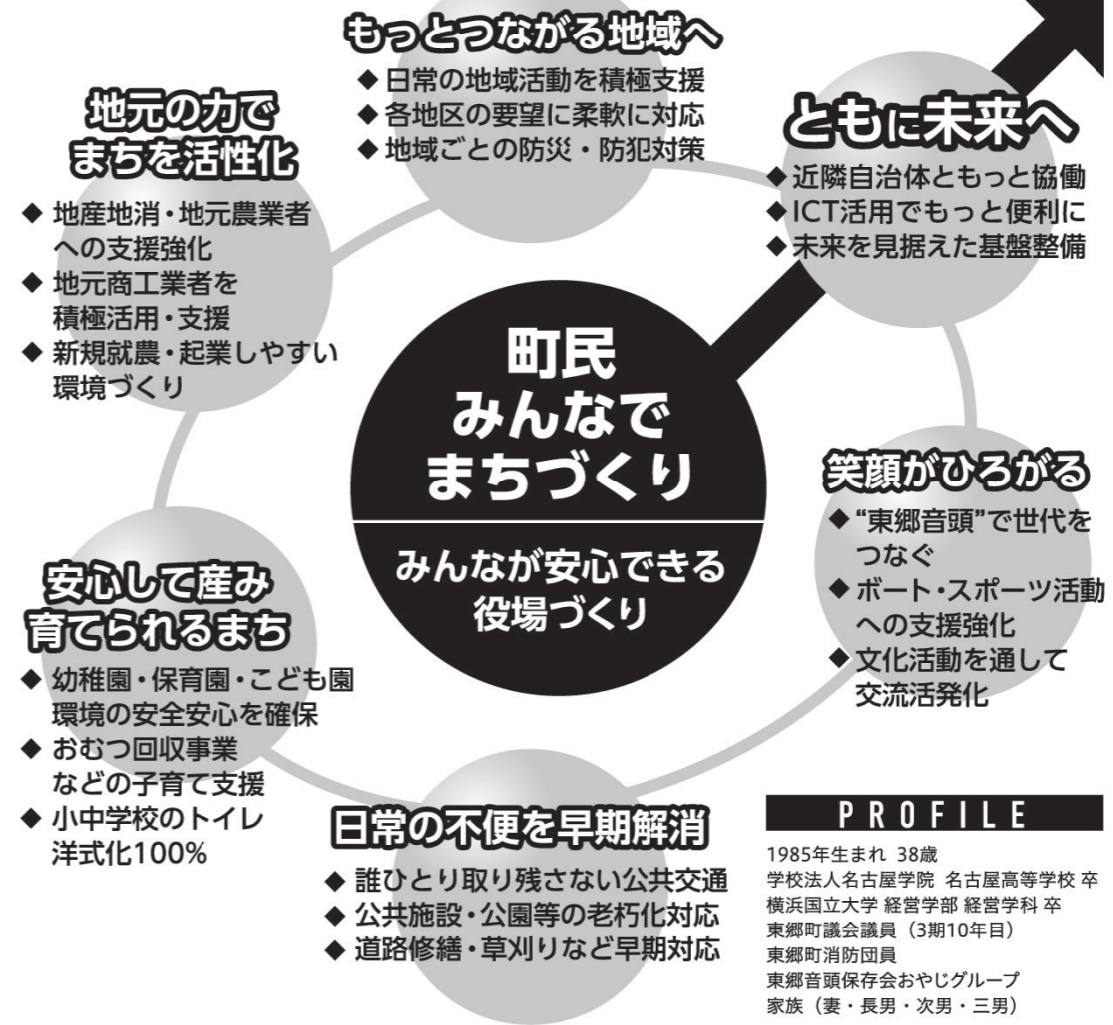 もっとつながる地域へ
◆ 日常の地域活動を積極支援
◆ 各地区の要望に柔軟に対応
◆ 地域ごとの防災・防犯対策
地元の力で
まちを活性化
◆ 地産地消・地元農業者
への支援強化
◆ 地元商工業者を
積極活用・支援
◆ 新規就農・起業しやすい
環境づくり
ともに未来へ
◆ 近隣自治体ともっと協働
◆ ICT活用でもっと便利に
◆ 未来を見据えた基盤整備
町民
みんなで
まちづくり
みんなが安心できる
役場づくり
笑顔がひろがる
◆ “東郷音頭”で世代を
つなぐ
◆ ボート・スポーツ活動
への支援強化
◆ 文化活動を通して
交流活発化
安心して産み
育てられるまち
◆ 幼稚園・保育園・こども園
環境の安全安心を確保
◆ おむつ回収事業
などの子育て支援
◆ 小中学校のトイレ
洋式化100%
日常の不便を早期解消
◆ 誰ひとり取り残さない公共交通
◆ 公共施設・公園等の老朽化対応
◆ 道路修繕・草刈りなど早期対応
PROFILE
1985年生まれ 38歳
学校法人名古屋学院 名古屋高等学校 卒
横浜国立大学 経営学部 経営学科 卒
東郷町議会議員（3期10年目）
東郷町消防団員
東郷音頭保存会おやじグループ
家族（妻・長男・次男・三男）